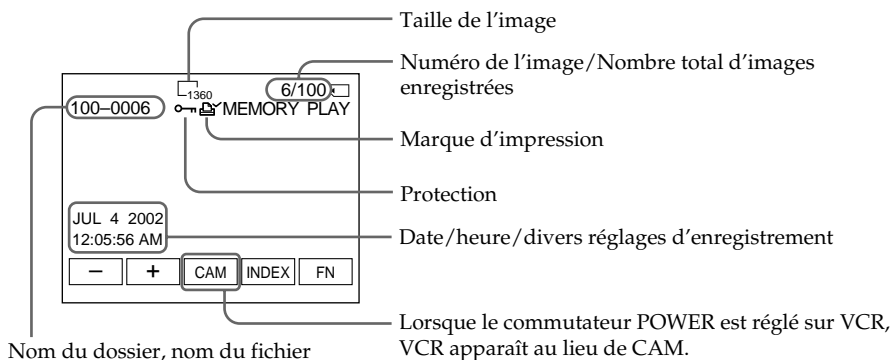 Taille de l'image
Numéro de l'image/Nombre total d'images
enregistrées
1360
6/100
100–0006
MEMORY PLAY
Marque d'impression
Protection
JUL 4 2002
12:05:56 AM
Date/heure/divers réglages d'enregistrement
– + CAM INDEX FN
Lorsque le commutateur POWER est réglé sur VCR,
VCR apparaît au lieu de CAM.
Nom du dossier, nom du fichier